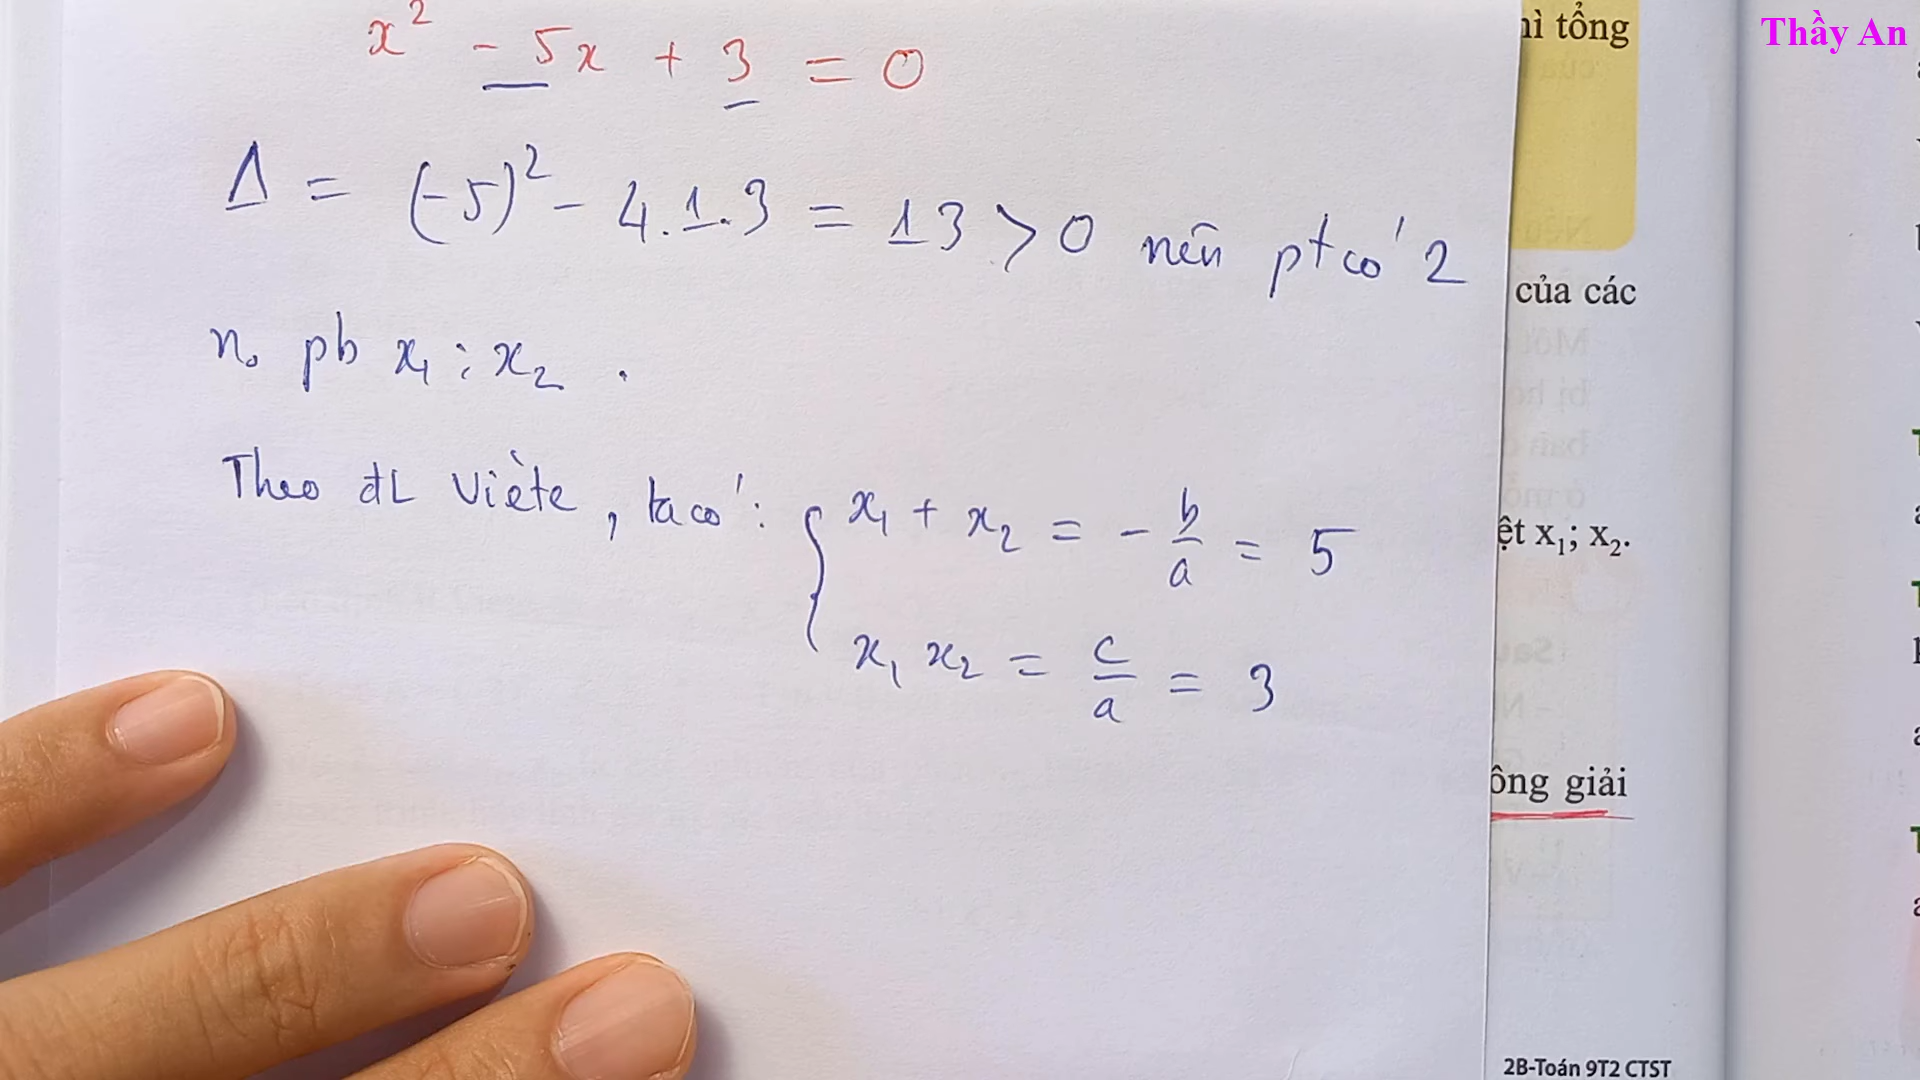 Thầy An
x² - 5x + 3 = 0
Δ = (-5)² - 4.1.3 = 13 > 0 nên pt có 2
n₀ pb x₁ ; x₂ .
Theo đL Viète , ta có : { x₁ + x₂ = - b/a = 5
x₁ x₂ = c/a = 3
ì tổng
của các
ệt x₁; x₂.
ông giải
2B-Toán 9T2 CTST